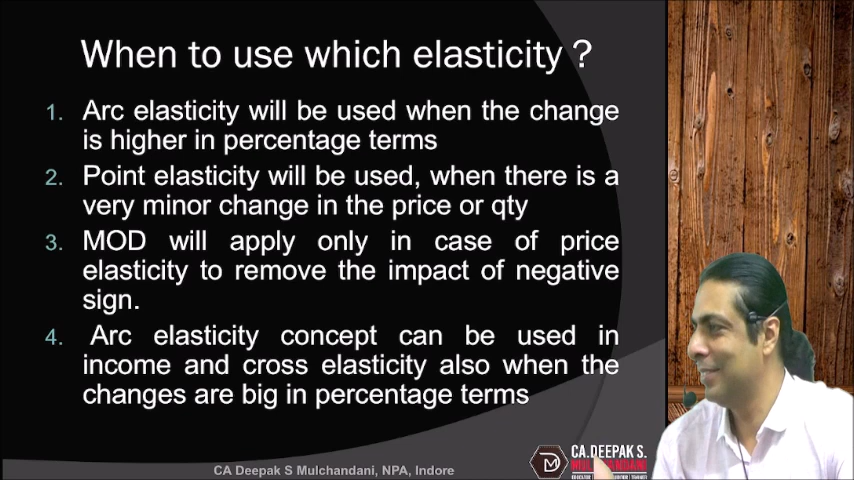 When to use which elasticity ?
1. Arc elasticity will be used when the change
is higher in percentage terms
2. Point elasticity will be used, when there is a
very minor change in the price or qty
3. MOD will apply only in case of price
elasticity to remove the impact of negative
sign.
4. Arc elasticity concept can be used in
income and cross elasticity also when the
changes are big in percentage terms
CA Deepak S Mulchandani, NPA, Indore
CA.DEEPAK S.
MULCHANDANI